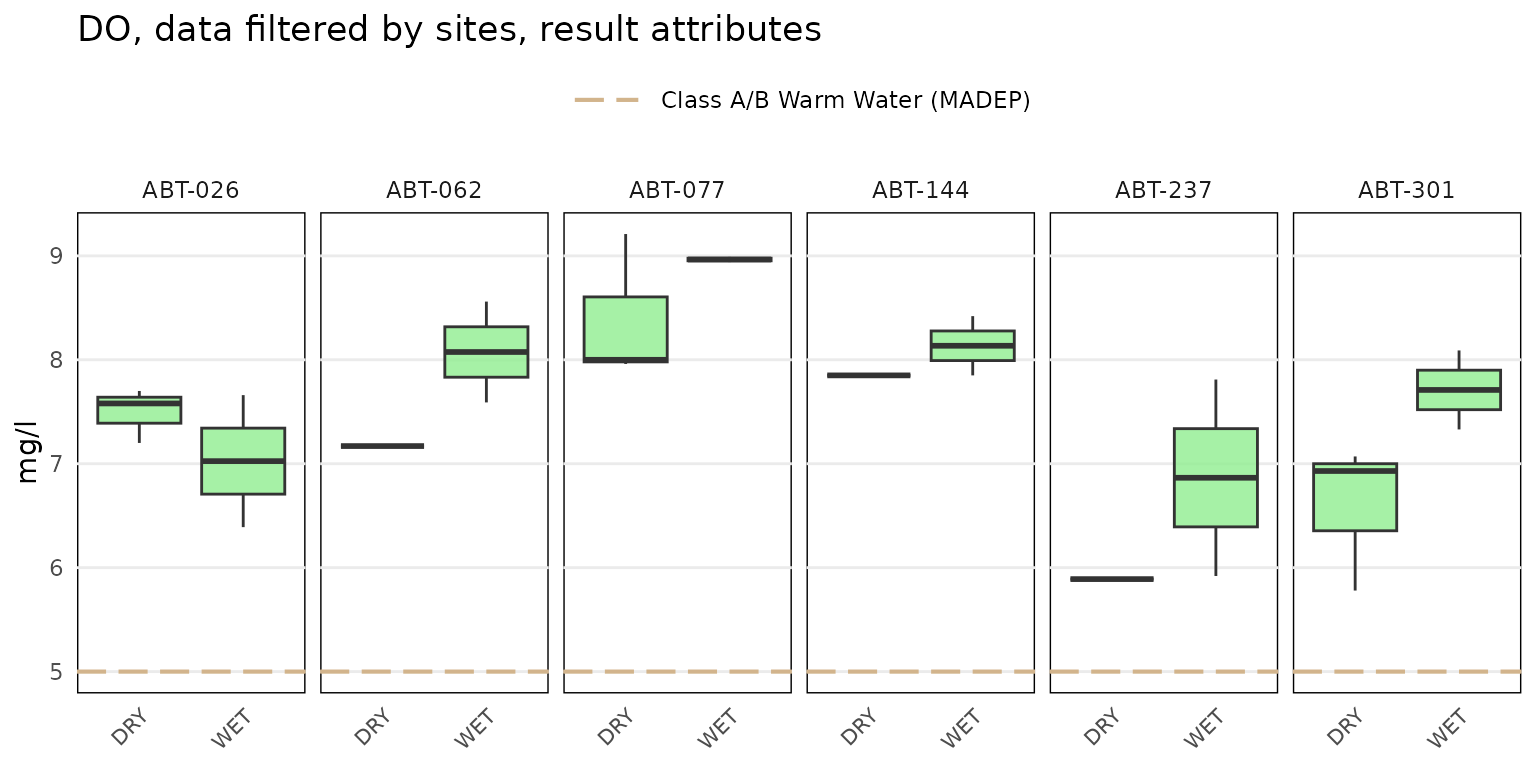 DO, data filtered by sites, result attributes
Class A/B Warm Water (MADEP)
ABT-026 ABT-062 ABT-077 ABT-144 ABT-237 ABT-301
mg/l
9
8
7
6
5
DRY WET DRY WET DRY WET DRY WET DRY WET DRY WET